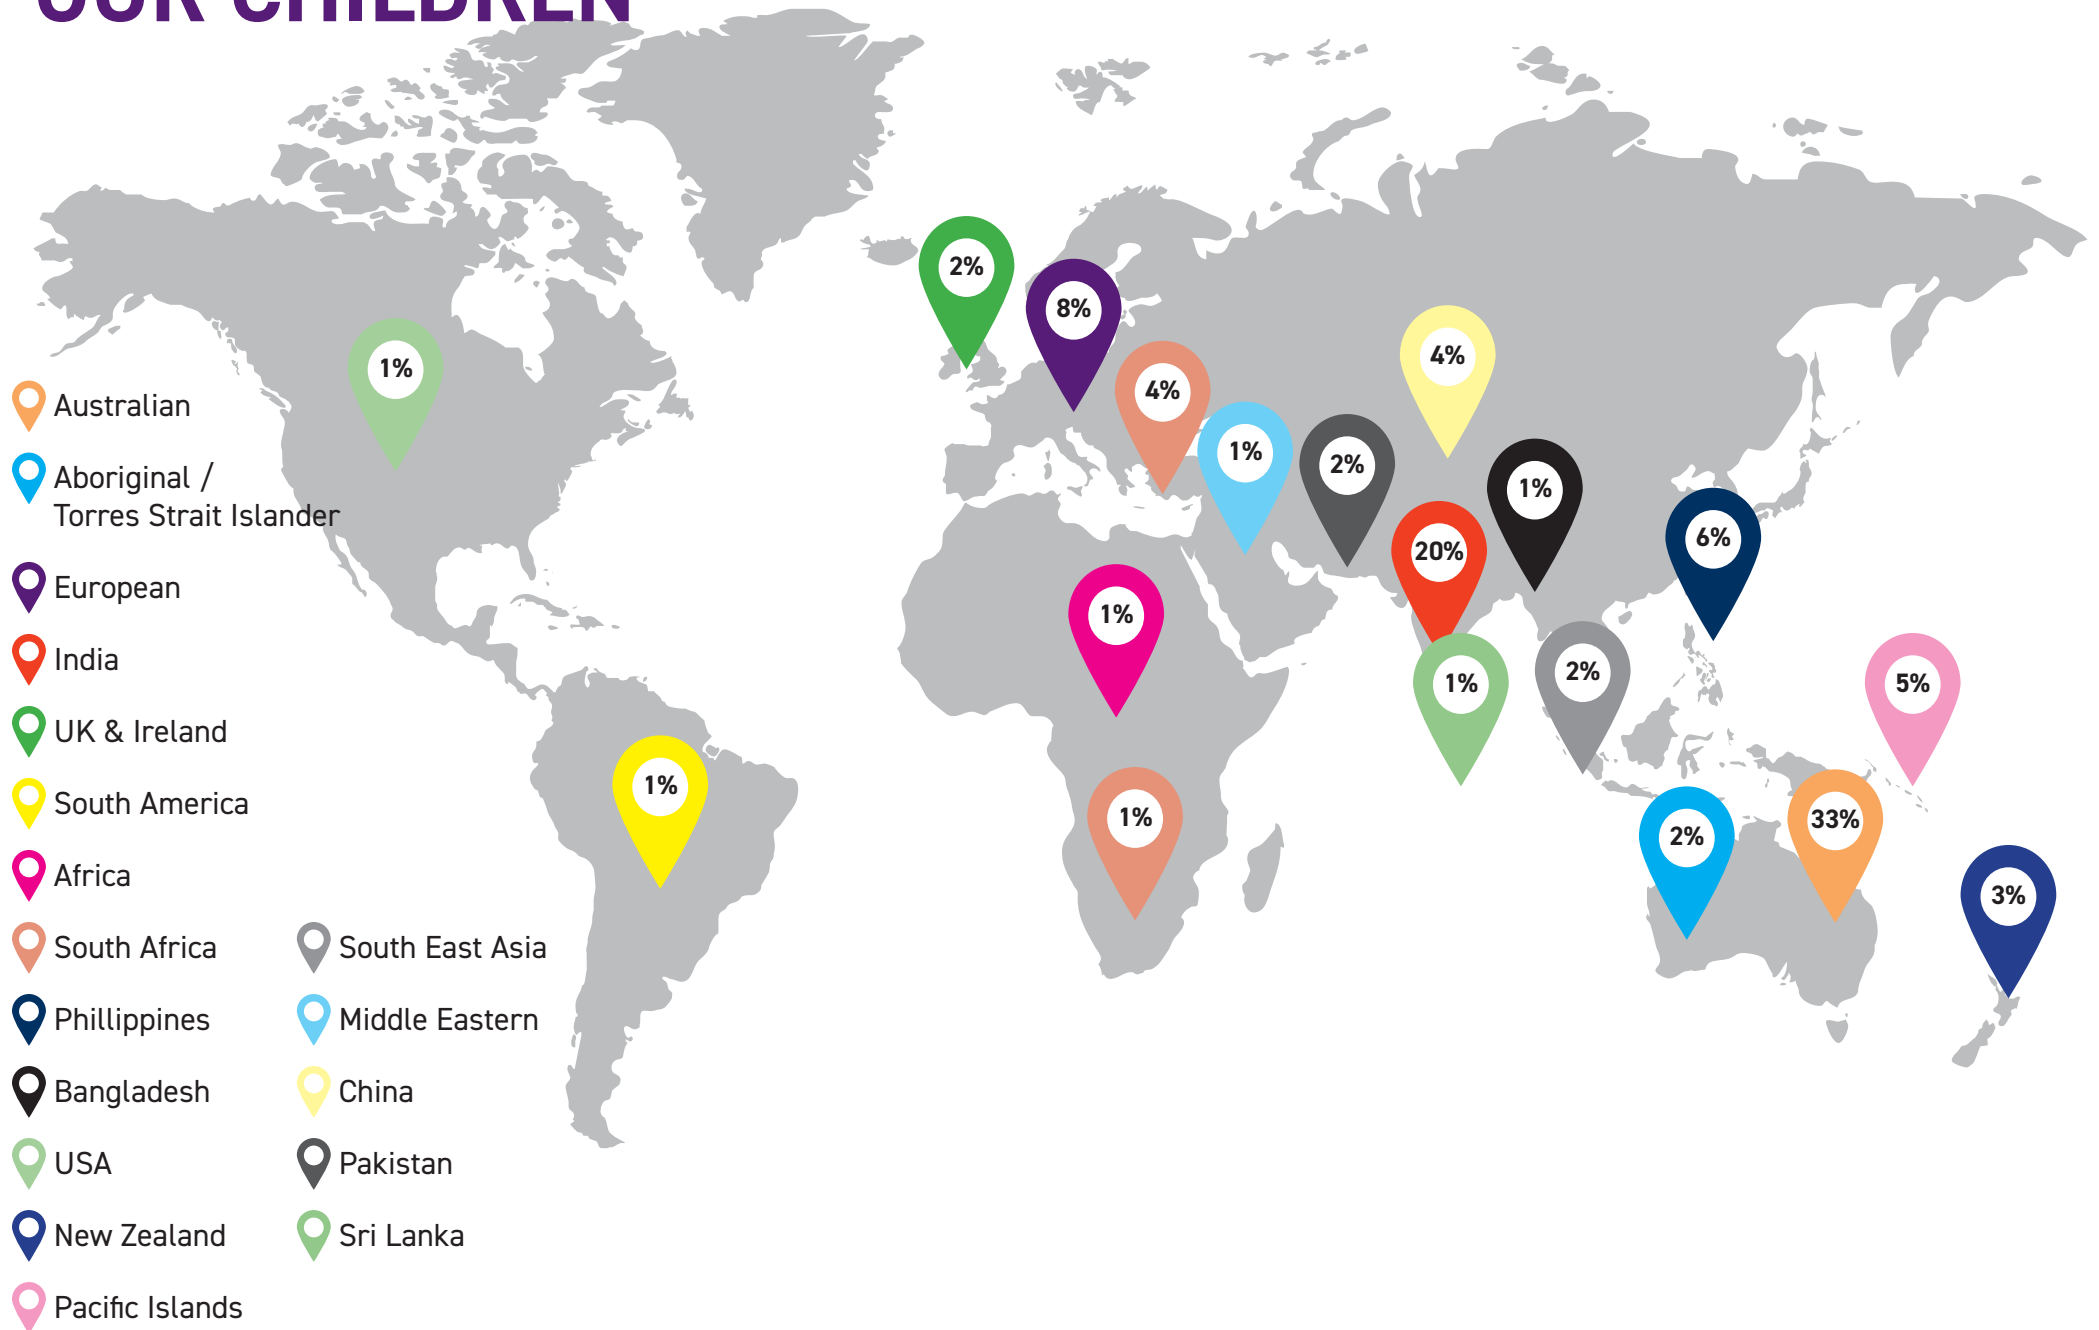 OUR CHILDREN
2%
8%
4%
1%
4%
1%
2%
1%
20%
6%
1%
1%
2%
5%
1%
1%
2%
33%
3%
Australian
Aboriginal /
Torres Strait Islander
European
India
UK & Ireland
South America
Africa
South Africa
Phillippines
Bangladesh
USA
New Zealand
Pacific Islands
South East Asia
Middle Eastern
China
Pakistan
Sri Lanka